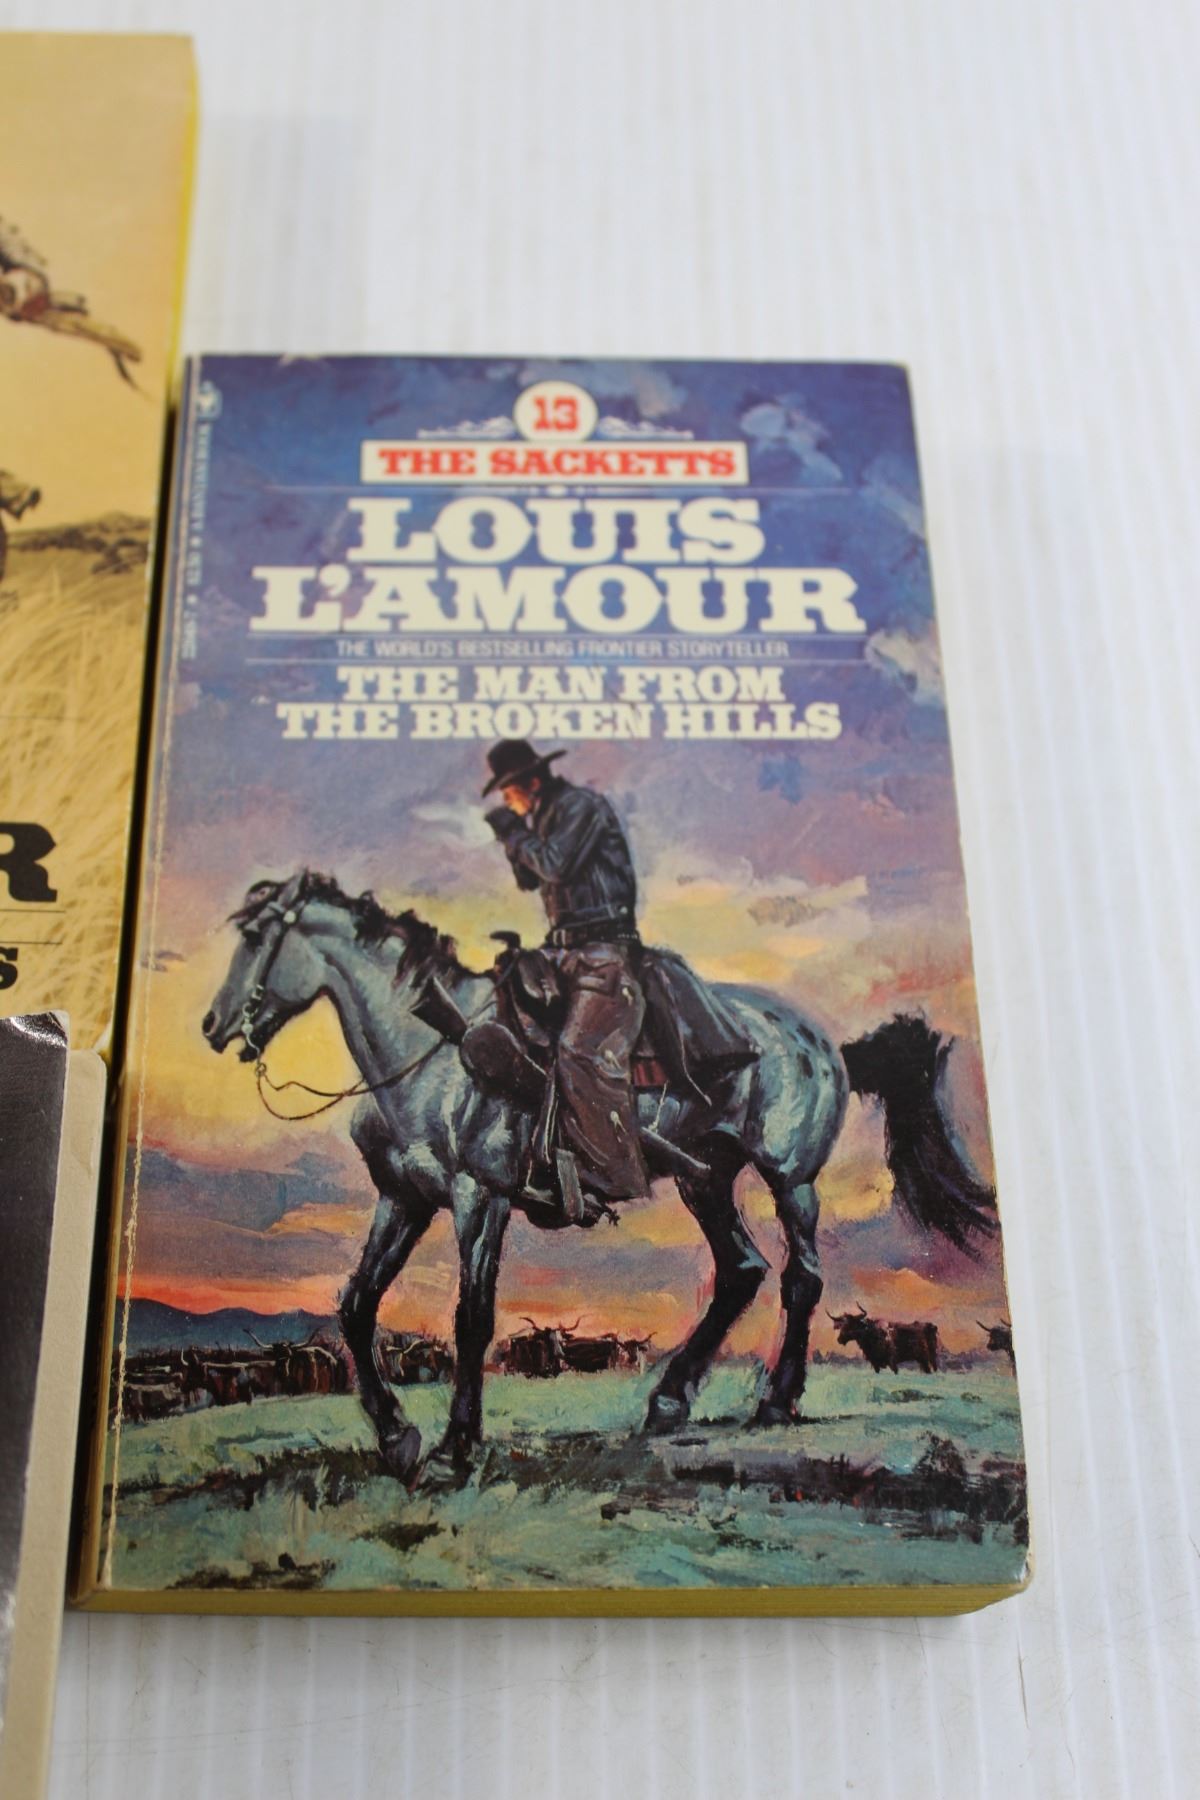 13
THE SACKETTS
LOUIS
L'AMOUR
THE WORLD'S BESTSELLING FRONTIER STORYTELLER
THE MAN FROM
THE BROKEN HILLS
R
S